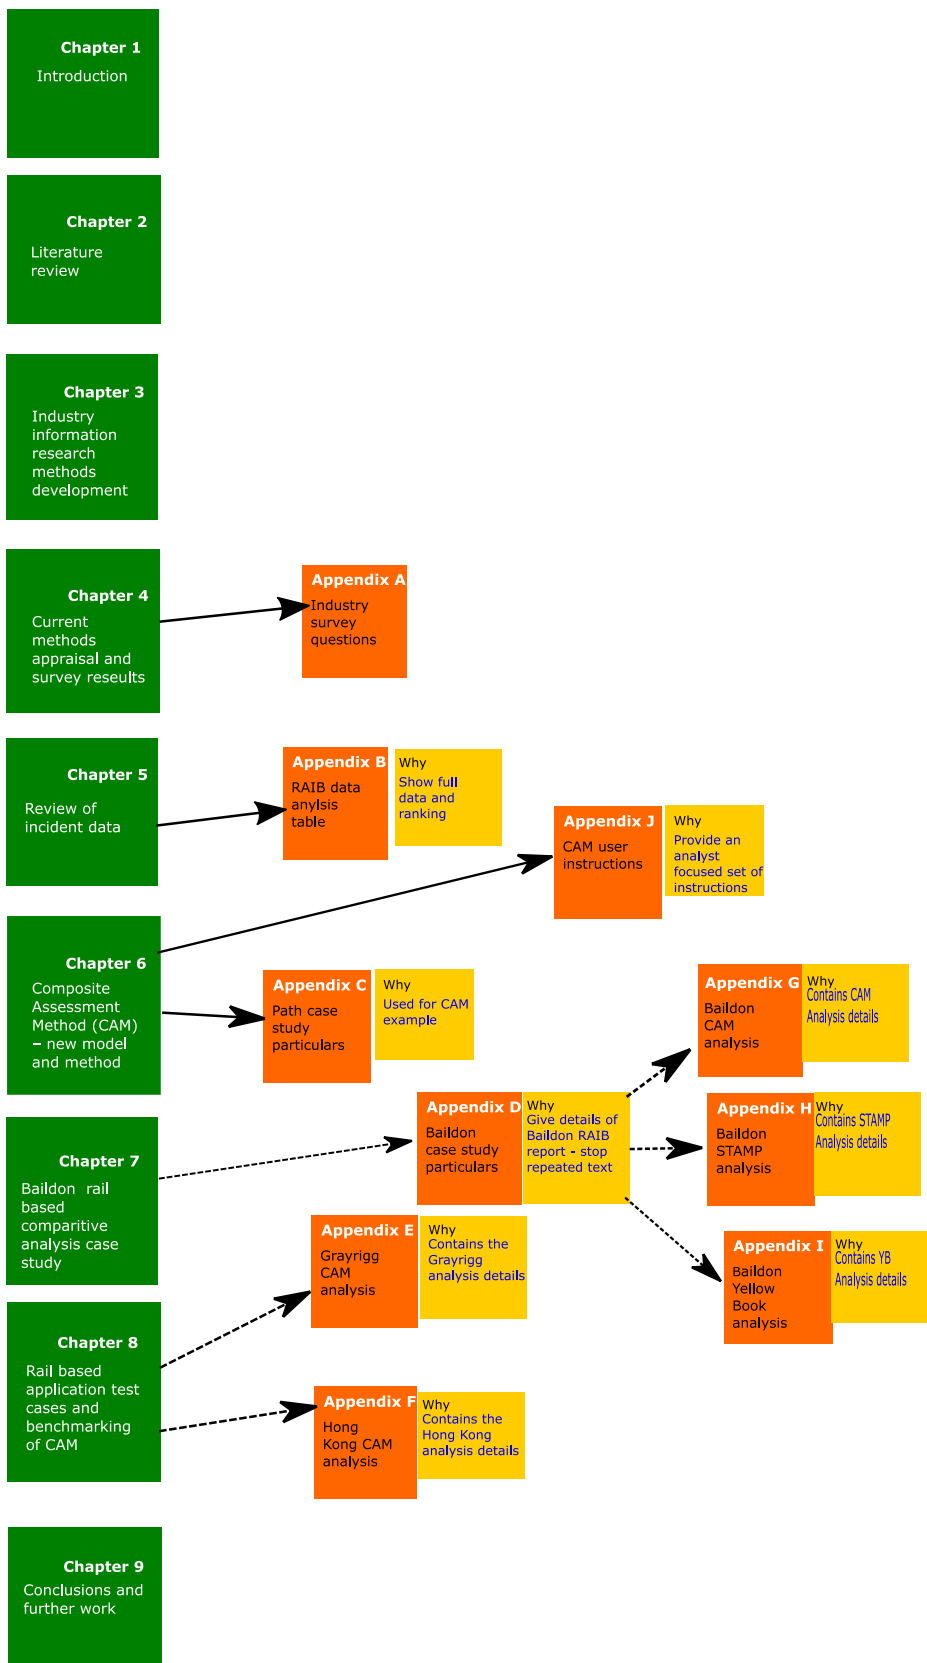 Chapter 1
Introduction
Chapter 2
Literature
review
Chapter 3
Industry
information
research
methods
development
Chapter 4
Current
methods
appraisal and
survey reseults
Appendix A
Industry
survey
questions
Chapter 5
Review of
incident data
Appendix B
RAIB data
anylsis
table
Why
Show full
data and
ranking
Appendix J
CAM user
instructions
Why
Provide an
analyst
focused set of
instructions
Chapter 6
Composite
Assessment
Method (CAM)
– new model
and method
Appendix C
Path case
study
particulars
Why
Used for CAM
example
Chapter 7
Baildon rail
based
comparitive
analysis case
study
Appendix D
Baildon
case study
particulars
Why
Give details of
Baildon RAIB
report - stop
repeated text
Appendix G
Baildon
CAM
analysis
Why
Contains CAM
Analysis details
Appendix H
Baildon
STAMP
analysis
Why
Contains STAMP
Analysis details
Appendix I
Baildon
Yellow
Book
analysis
Why
Contains YB
Analysis details
Chapter 8
Rail based
application test
cases and
benchmarking
of CAM
Appendix E
Grayrigg
CAM
analysis
Why
Contains the
Grayrigg
analysis details
Appendix F
Hong
Kong CAM
analysis
Why
Contains the
Hong Kong
analysis details
Chapter 9
Conclusions and
further work